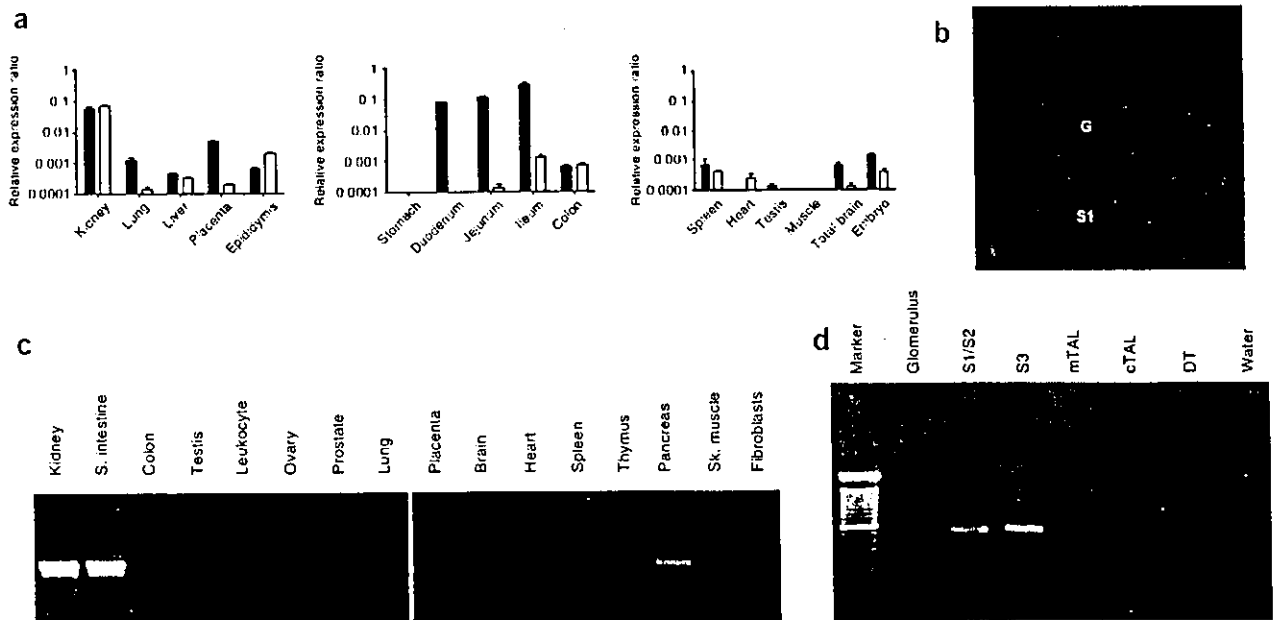 a
Relative expression ratio
1
0.1
0.01
0.001
0.0001
Kidney
Lung
Liver
Placenta
Epididymis
Relative expression ratio
1
0.1
0.01
0.001
0.0001
Stomach
Duodenum
Jejunum
Ileum
Colon
Relative expression ratio
1
0.1
0.01
0.001
0.0001
Spleen
Heart
Testis
Muscle
Total brain
Embryo
b
G
S1
c
Kidney
S. intestine
Colon
Testis
Leukocyte
Ovary
Prostate
Lung
Placenta
Brain
Heart
Spleen
Thymus
Pancreas
Sk. muscle
Fibroblasts
d
Marker
Glomerulus
S1/S2
S3
mTAL
cTAL
DT
Water